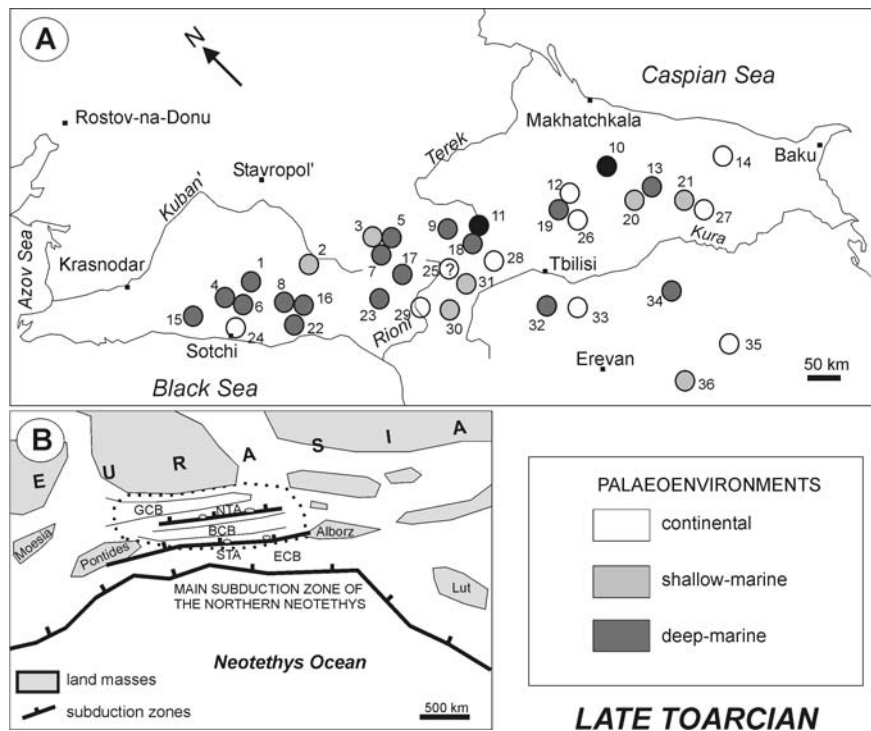 A
N
Caspian Sea
Rostov-na-Donu
Makhatchkala
Terek
Stavropol'
Kuban'
Baku
10
14
13
12
21
11
3
5
9
19
20
27
2
18
26
Kura
Azov Sea
Krasnodar
1
7
17
25
?
28
Tbilisi
4
8
31
6
16
34
15
23
29
Rioni
30
32
33
24
22
Sotchi
35
Erevan
36
50 km
Black Sea
B
E U R A S I A
GCB
NTA
Moesia
BCB
Alborz
Pontides
STA
ECB
Lut
MAIN SUBDUCTION ZONE OF
THE NORTHERN NEOTETHYS
Neotethys Ocean
land masses
subduction zones
500 km
PALAEOENVIRONMENTS
continental
shallow-marine
deep-marine
LATE TOARCIAN